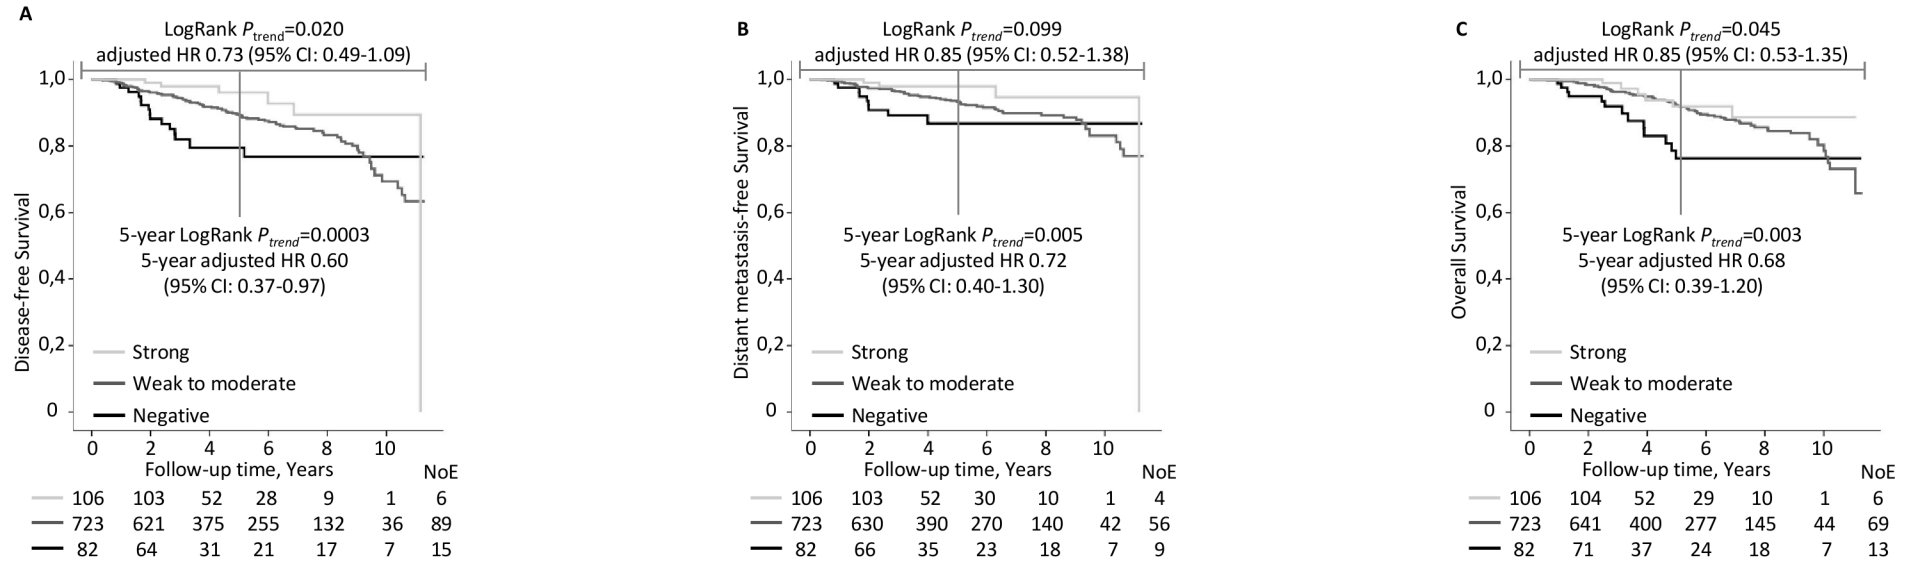 A
LogRank Ptrend=0.020
adjusted HR 0.73 (95% CI: 0.49-1.09)
1,0
0,8
0,6
0,4
0,2
0
Disease-free Survival
5-year LogRank Ptrend=0.0003
5-year adjusted HR 0.60
(95% CI: 0.37-0.97)
Strong
Weak to moderate
Negative
0 2 4 6 8 10
Follow-up time, Years NoE
106 103 52 28 9 1 6
723 621 375 255 132 36 89
82 64 31 21 17 7 15
B
LogRank Ptrend=0.099
adjusted HR 0.85 (95% CI: 0.52-1.38)
1,0
0,8
0,6
0,4
0,2
0
Distant metastasis-free Survival
5-year LogRank Ptrend=0.005
5-year adjusted HR 0.72
(95% CI: 0.40-1.30)
Strong
Weak to moderate
Negative
0 2 4 6 8 10
Follow-up time, Years NoE
106 103 52 30 10 1 4
723 630 390 270 140 42 56
82 66 35 23 18 7 9
C
LogRank Ptrend=0.045
adjusted HR 0.85 (95% CI: 0.53-1.35)
1,0
0,8
0,6
0,4
0,2
0
Overall Survival
5-year LogRank Ptrend=0.003
5-year adjusted HR 0.68
(95% CI: 0.39-1.20)
Strong
Weak to moderate
Negative
0 2 4 6 8 10
Follow-up time, Years NoE
106 104 52 29 10 1 6
723 641 400 277 145 44 69
82 71 37 24 18 7 13